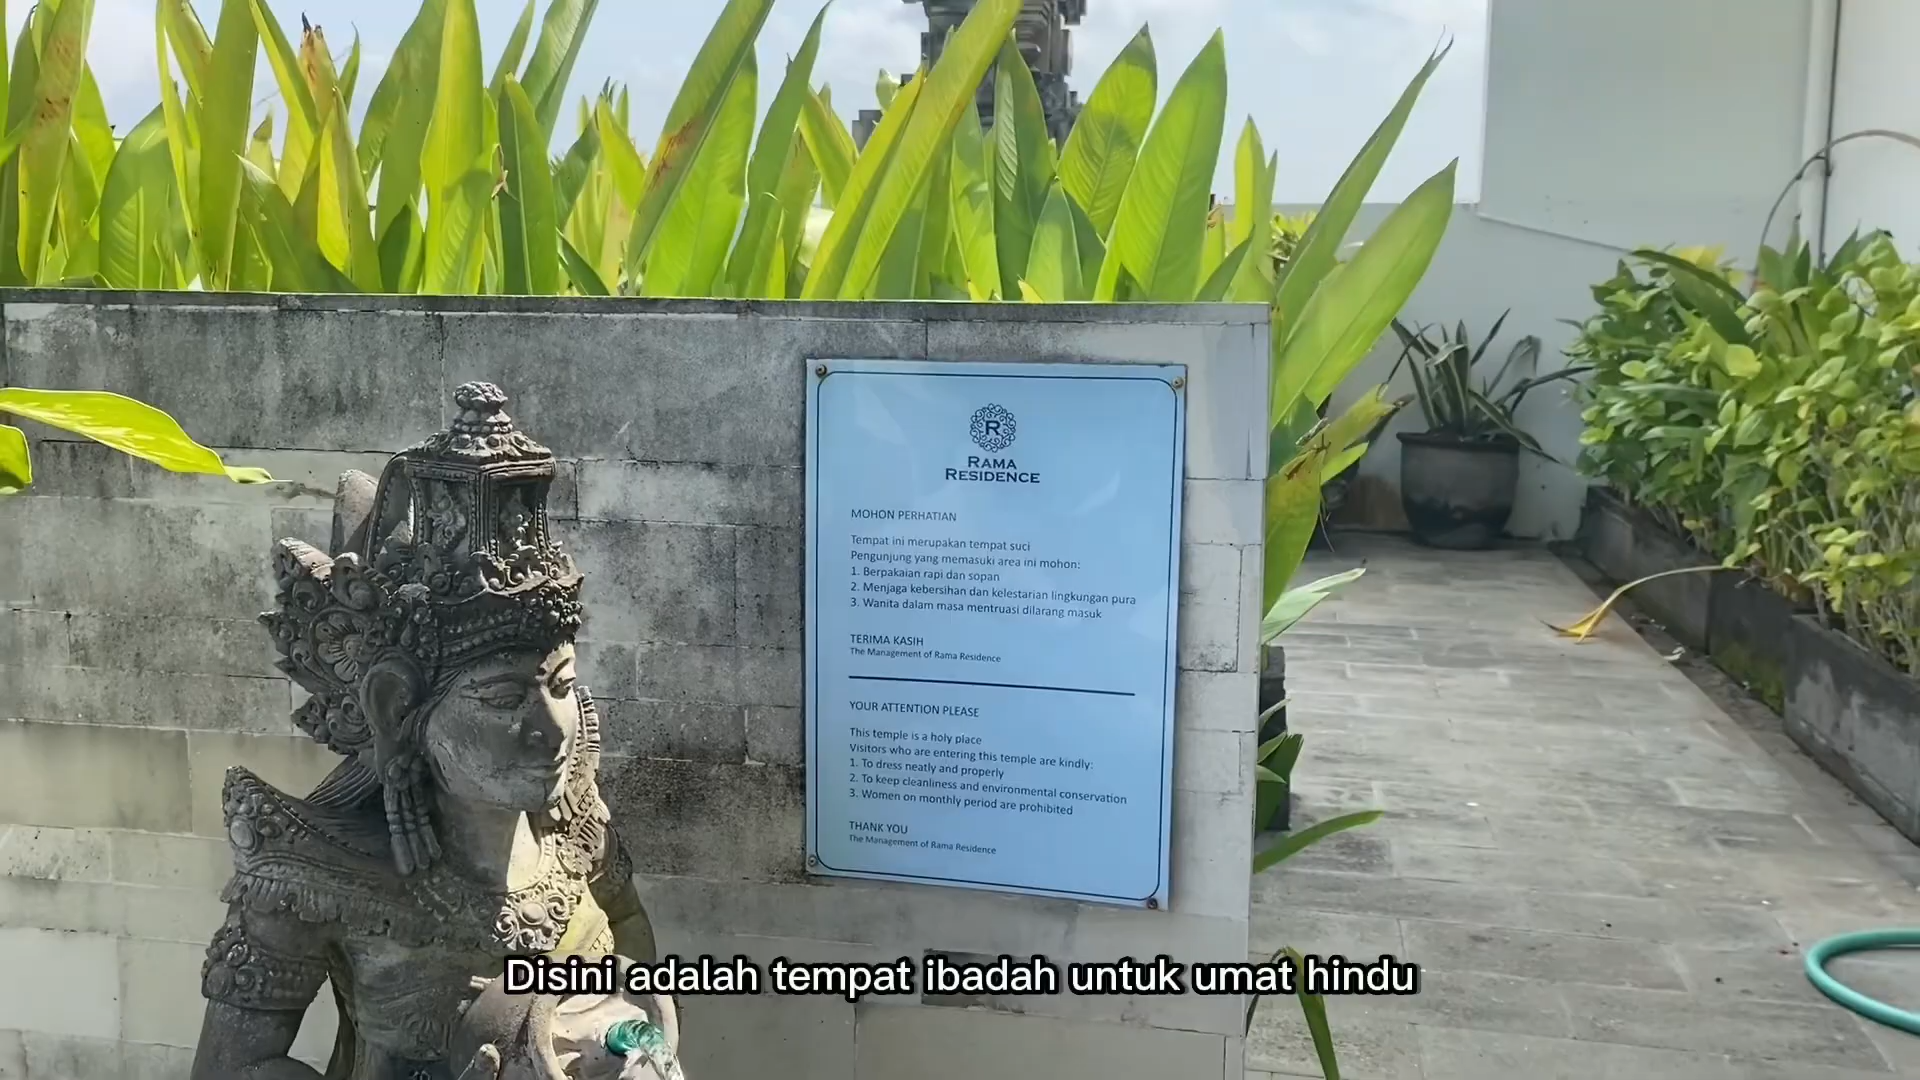 R
RAMA
RESIDENCE
MOHON PERHATIAN
Tempat ini merupakan tempat suci
Pengunjung yang memasuki area ini mohon:
1. Berpakaian rapi dan sopan
2. Menjaga kebersihan dan kelestarian lingkungan pura
3. Wanita dalam masa mentruasi dilarang masuk
TERIMA KASIH
The Management of Rama Residence
YOUR ATTENTION PLEASE
This temple is a holy place
Visitors who are entering this temple are kindly:
1. To dress neatly and properly
2. To keep cleanliness and environmental conservation
3. Women on monthly period are prohibited
THANK YOU
The Management of Rama Residence
Disini adalah tempat ibadah untuk umat hindu